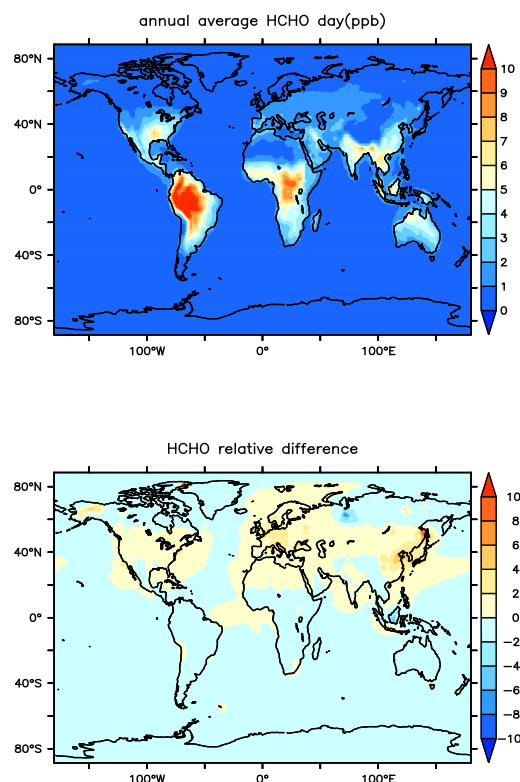 annual average HCHO day(ppb)
80°N
40°N
0°
40°S
80°S
100°W
0°
100°E
10
9
8
7
6
5
4
3
2
1
0
HCHO relative difference
80°N
40°N
0°
40°S
80°S
100°W
0°
100°E
10
8
6
4
2
0
−2
−4
−6
−8
−10